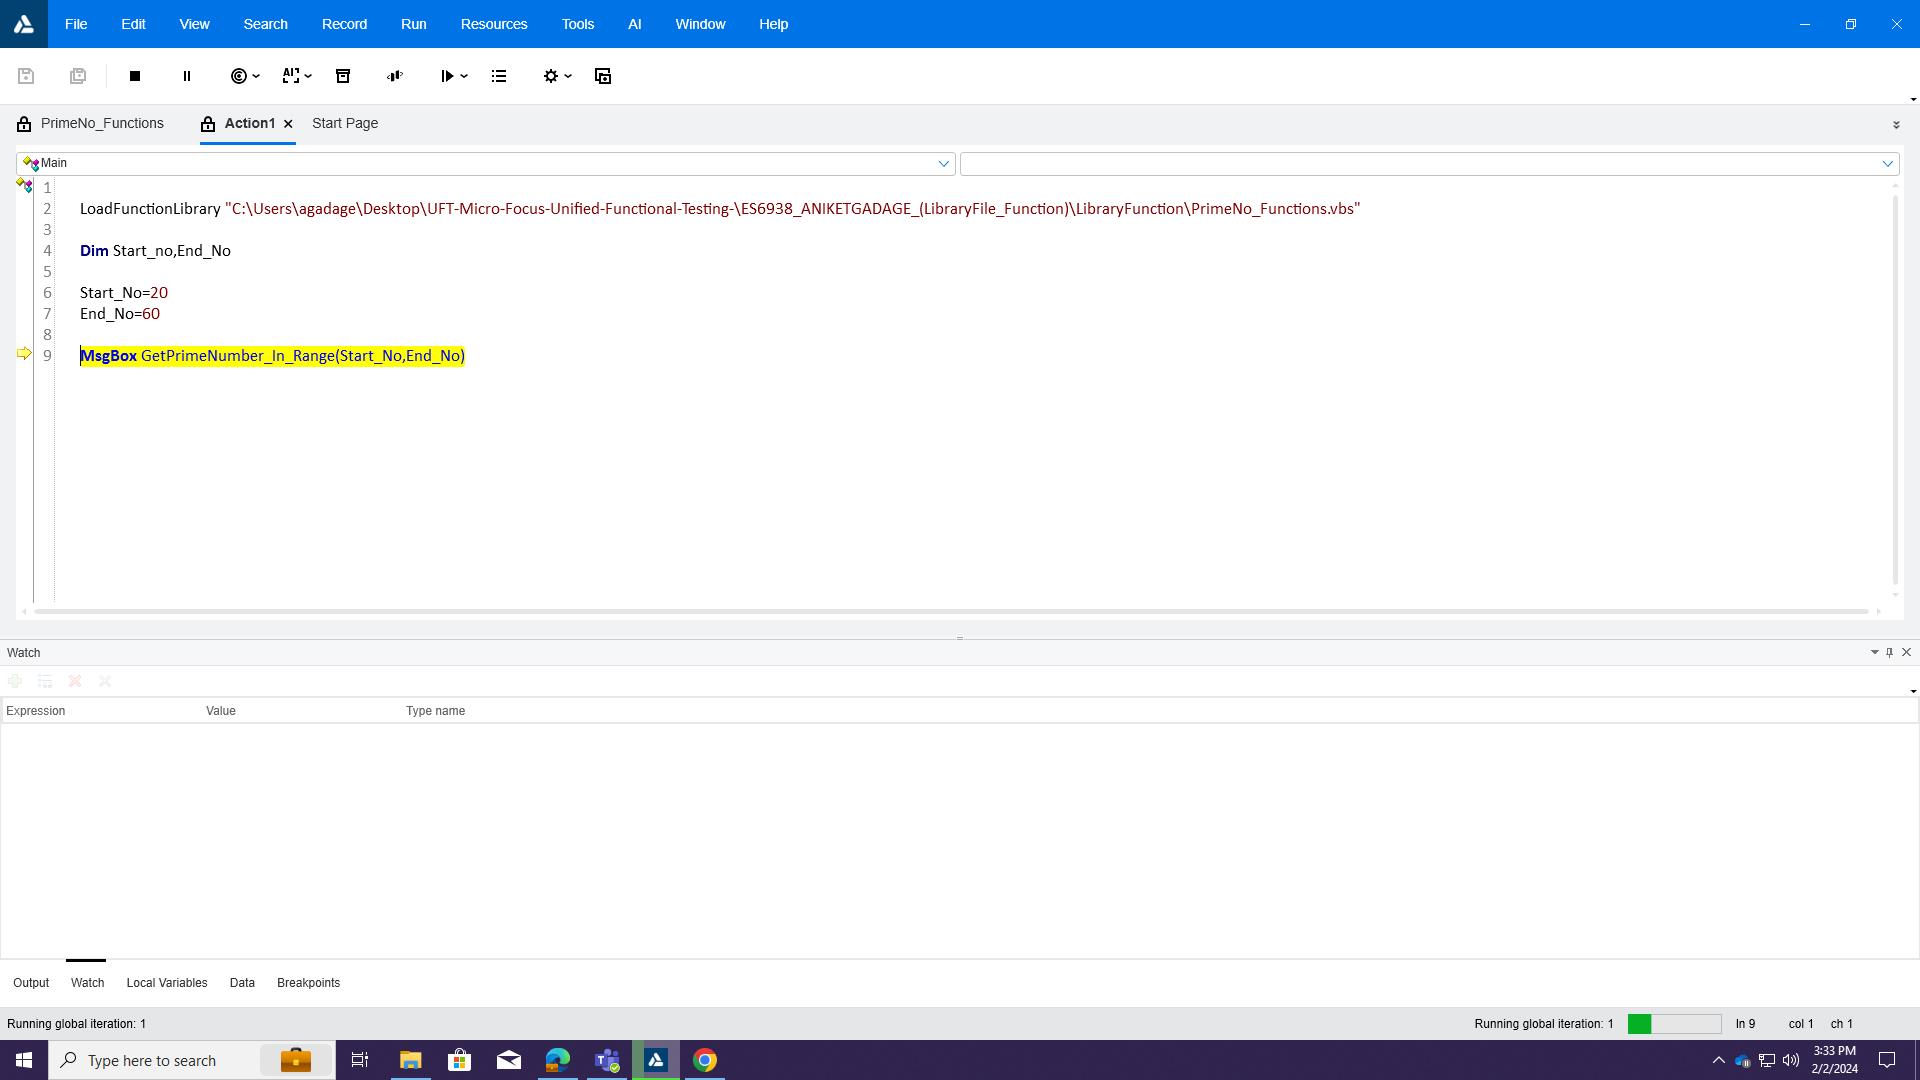 File Edit View Search Record Run Resources Tools AI Window Help
AI
PrimeNo_Functions Action1 Start Page
Main
1
2 LoadFunctionLibrary "C:\Users\agadage\Desktop\UFT-Micro-Focus-Unified-Functional-Testing-\ES6938_ANIKETGADAGE_(LibraryFile_Function)\LibraryFunction\PrimeNo_Functions.vbs"
3
4 Dim Start_no,End_No
5
6 Start_No=20
7 End_No=60
8
9 MsgBox GetPrimeNumber_In_Range(Start_No,End_No)
Watch
Expression Value Type name
Output Watch Local Variables Data Breakpoints
Running global iteration: 1 Running global iteration: 1 ln 9 col 1 ch 1
Type here to search
3:33 PM
2/2/2024